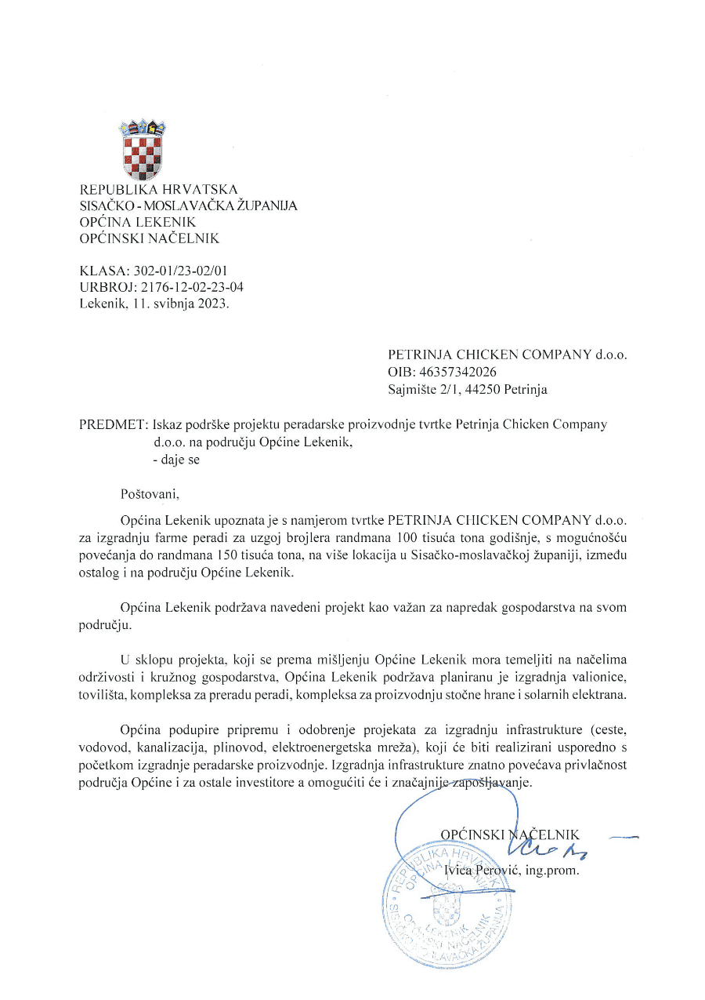 REPUBLIKA HRVATSKA
SISAČKO - MOSLAVAČKA ŽUPANIJA
OPĆINA LEKENIK
OPĆINSKI NAČELNIK
KLASA: 302-01/23-02/01
URBROJ: 2176-12-02-23-04
Lekenik, 11. svibnja 2023.
PETRINJA CHICKEN COMPANY d.o.o.
OIB: 46357342026
Sajmište 2/1, 44250 Petrinja
PREDMET: Iskaz podrške projektu peradarske proizvodnje tvrtke Petrinja Chicken Company
d.o.o. na području Općine Lekenik,
- daje se
Poštovani,
Općina Lekenik upoznata je s namjerom tvrtke PETRINJA CHICKEN COMPANY d.o.o.
za izgradnju farme peradi za uzgoj brojlera randmana 100 tisuća tona godišnje, s mogućnošću
povećanja do randmana 150 tisuća tona, na više lokacija u Sisačko-moslavačkoj županiji, između
ostalog i na području Općine Lekenik.
Općina Lekenik podržava navedeni projekt kao važan za napredak gospodarstva na svom
području.
U sklopu projekta, koji se prema mišljenju Općine Lekenik mora temeljiti na načelima
održivosti i kružnog gospodarstva, Općina Lekenik podržava planiranu je izgradnja valionice,
tovilišta, kompleksa za preradu peradi, kompleksa za proizvodnju stočne hrane i solarnih elektrana.
Općina podupire pripremu i odobrenje projekata za izgradnju infrastrukture (ceste,
vodovod, kanalizacija, plinovod, elektroenergetska mreža), koji će biti realizirani usporedno s
početkom izgradnje peradarske proizvodnje. Izgradnja infrastrukture znatno povećava privlačnost
područja Općine i za ostale investitore a omogućiti će i značajnije zapošljavanje.
OPĆINSKI NAČELNIK
Ivica Perović, ing.prom.
REPUBLIKA HRVATSKA
SISAČKO MOSLAVAČKA ŽUPANIJA
OPĆINA LEKENIK
OPĆINSKI NAČELNIK
LEKENIK